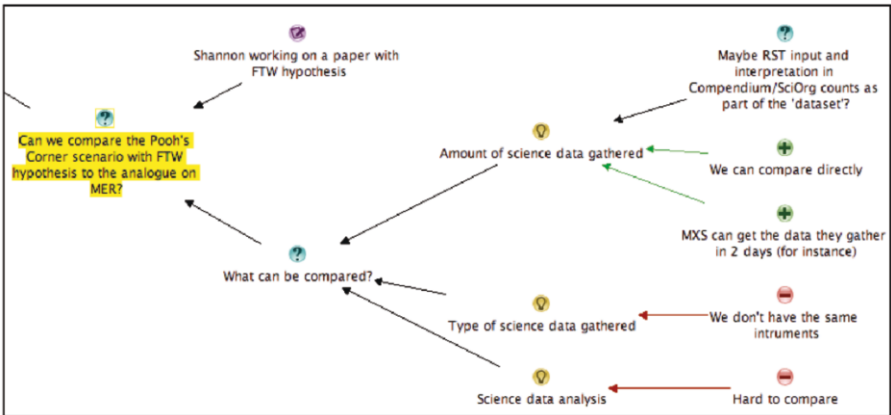 Shannon working on a paper with
FTW hypothesis
Maybe RST input and
interpretation in
Compendium/SciOrg counts as
part of the 'dataset'?
Can we compare the Pooh's
Corner scenario with FTW
hypothesis to the analogue on
MER?
Amount of science data gathered
We can compare directly
MXS can get the data they gather
in 2 days (for instance)
What can be compared?
Type of science data gathered
We don't have the same
intruments
Science data analysis
Hard to compare